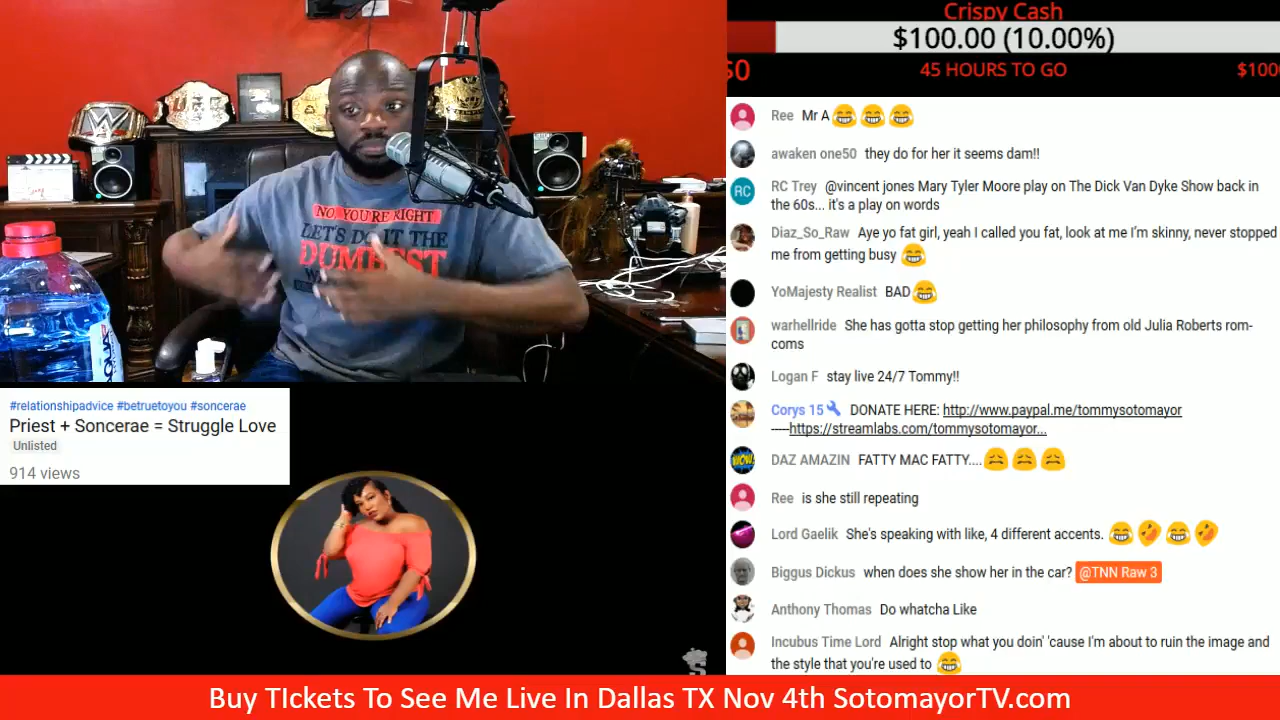 Crispy Cash
$100.00 (10.00%)
$0 45 HOURS TO GO $100
NO, YOU'RE RIGHT
LET'S DO IT THE
DUMBEST
Ree Mr A 😂 😂 😂
awaken one50 they do for her it seems dam!!
RC
RC Trey @vincent jones Mary Tyler Moore play on The Dick Van Dyke Show back in
the 60s... it's a play on words
Diaz_So_Raw Aye yo fat girl, yeah I called you fat, look at me I'm skinny, never stopped
me from getting busy 😂
YoMajesty Realist BAD 😂
warhellride She has gotta stop getting her philosophy from old Julia Roberts rom-
coms
Logan F stay live 24/7 Tommy!!
Corys 15 🔧 DONATE HERE: http://www.paypal.me/tommysotomayor
-----https://streamlabs.com/tommysotomayor...
WOW!
DAZ AMAZIN FATTY MAC FATTY.... 😩 😩 😩
Ree is she still repeating
Lord Gaelik She's speaking with like, 4 different accents. 😂 🤣 😂 🤣
Biggus Dickus when does she show her in the car? @TNN Raw 3
Anthony Thomas Do whatcha Like
Incubus Time Lord Alright stop what you doin' 'cause I'm about to ruin the image and
the style that you're used to 😂
#relationshipadvice #betruetoyou #soncerae
Priest + Soncerae = Struggle Love
Unlisted
914 views
S
Buy TIckets To See Me Live In Dallas TX Nov 4th SotomayorTV.com